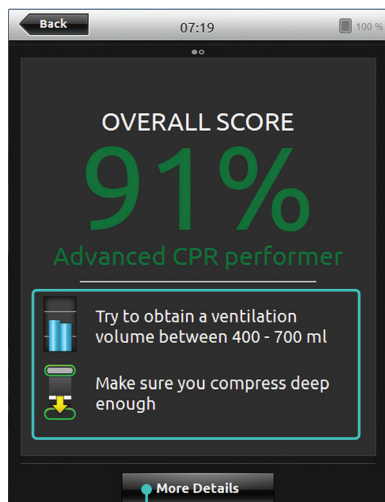 Back
07:19
100 %
OVERALL SCORE
91%
Advanced CPR performer
Try to obtain a ventilation
volume between 400 - 700 ml
Make sure you compress deep
enough
More Details